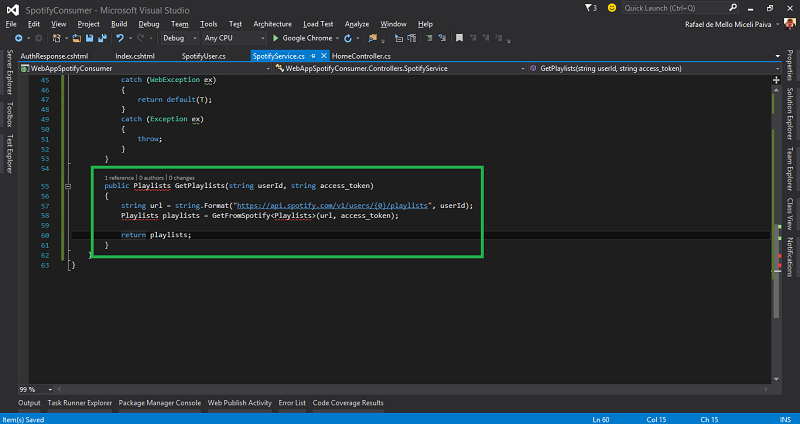 SpotifyConsumer - Microsoft Visual Studio
3
Quick Launch (Ctrl+Q)
File Edit View Project Build Debug Team Tools Test Architecture Load Test Analyze Window Help
Rafael de Mello Miceli Paiva
Debug Any CPU Google Chrome
AuthResponse.cshtml Index.cshtml SpotifyUser.cs SpotifyService.cs HomeController.cs
WebAppSpotifyConsumer WebAppSpotifyConsumer.Controllers.SpotifyService GetPlaylists(string userId, string access_token)
Server Explorer
Toolbox
Test Explorer
45 catch (WebException ex)
46 {
47 return default(T);
48 }
49 catch (Exception ex)
50 {
51 throw;
52 }
53 }
54
1 reference | 0 authors | 0 changes
55 public Playlists GetPlaylists(string userId, string access_token)
56 {
57 string url = string.Format("https://api.spotify.com/v1/users/{0}/playlists", userId);
58 Playlists playlists = GetFromSpotify<Playlists>(url, access_token);
59
60 return playlists;
61 }
62 }
63 }
Properties
Solution Explorer
Team Explorer
Class View
Notifications
99 %
Output Task Runner Explorer Package Manager Console Web Publish Activity Error List Code Coverage Results
Item(s) Saved Ln 60 Col 15 Ch 15 INS